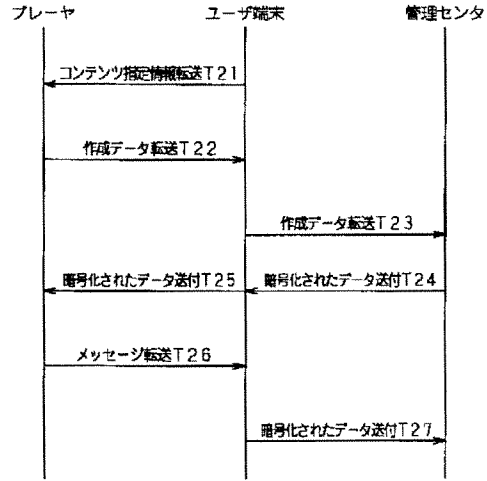 プレーヤ ユーザ端末 管理センタ
コンテンツ指定情報転送T21
作成データ転送T22
作成データ転送T23
暗号化されたデータ送付T25 暗号化されたデータ送付T24
メッセージ転送T26
暗号化されたデータ送付T27